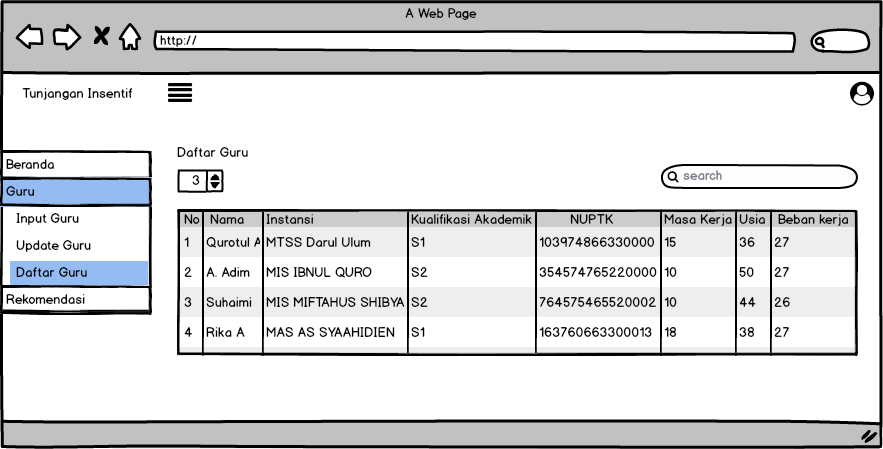 A Web Page
http://
Tunjangan Insentif
Beranda
Guru
Input Guru
Update Guru
Daftar Guru
Rekomendasi
Daftar Guru
3
search
No Nama Instansi Kualifikasi Akademik NUPTK Masa Kerja Usia Beban kerja
1 Qurotul A MTSS Darul Ulum S1 103974866330000 15 36 27
2 A. Adim MIS IBNUL QURO S2 354574765220000 10 50 27
3 Suhaimi MIS MIFTAHUS SHIBYA S2 764575465520002 10 44 26
4 Rika A MAS AS SYAAHIDIEN S1 163760663300013 18 38 27